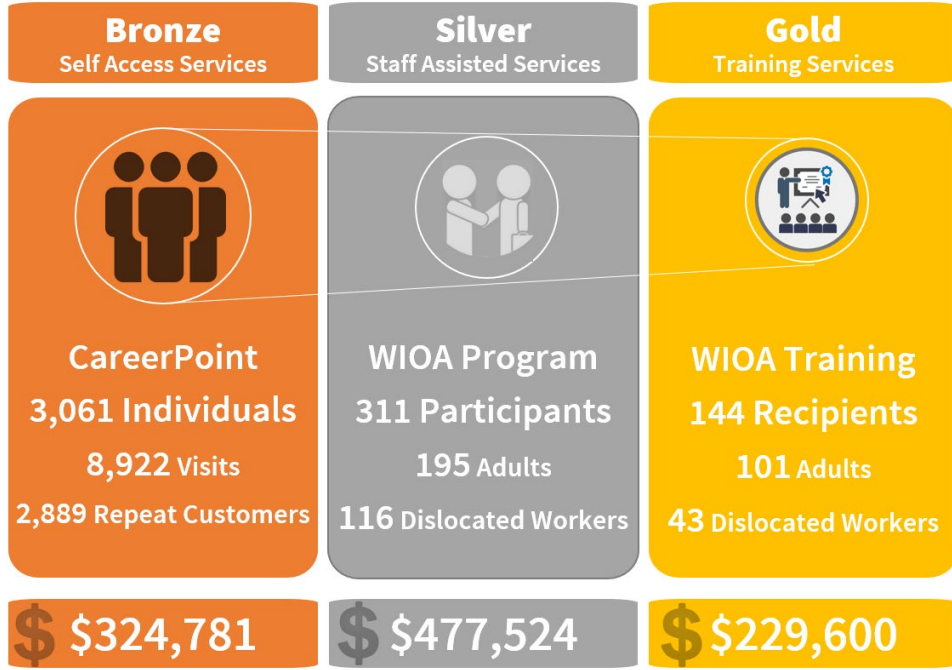 Bronze
Self Access Services
Silver
Staff Assisted Services
Gold
Training Services
CareerPoint
3,061 Individuals
8,922 Visits
2,889 Repeat Customers
WIOA Program
311 Participants
195 Adults
116 Dislocated Workers
WIOA Training
144 Recipients
101 Adults
43 Dislocated Workers
$ $324,781
$ $477,524
$ $229,600